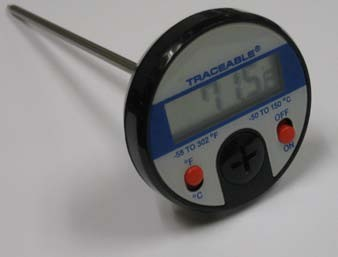 TRACEABLE®
-58 TO 302 °F
-50 TO 150 °C
°F
°C
OFF
ON